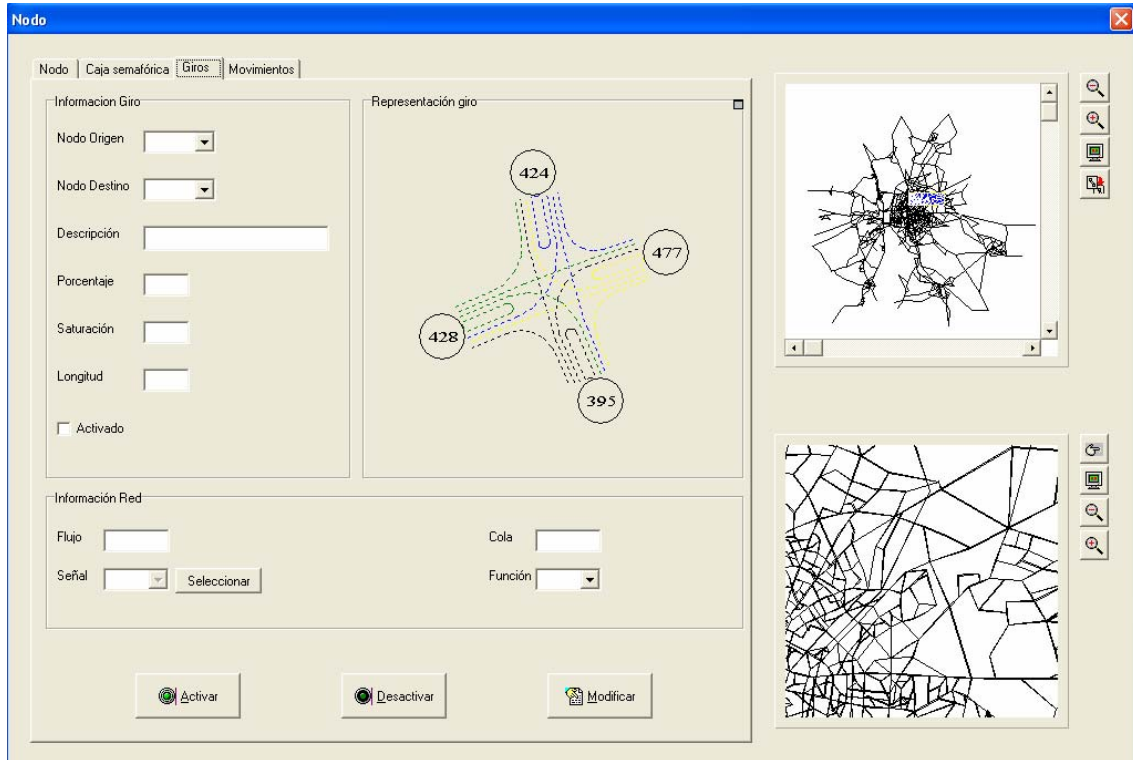 Nodo
Nodo
Caja semafórica
Giros
Movimientos
Informacion Giro
Nodo Origen
Nodo Destino
Descripción
Porcentaje
Saturación
Longitud
Activado
Representación giro
424
477
428
395
Información Red
Flujo
Cola
Señal
Seleccionar
Función
Activar
Desactivar
Modificar